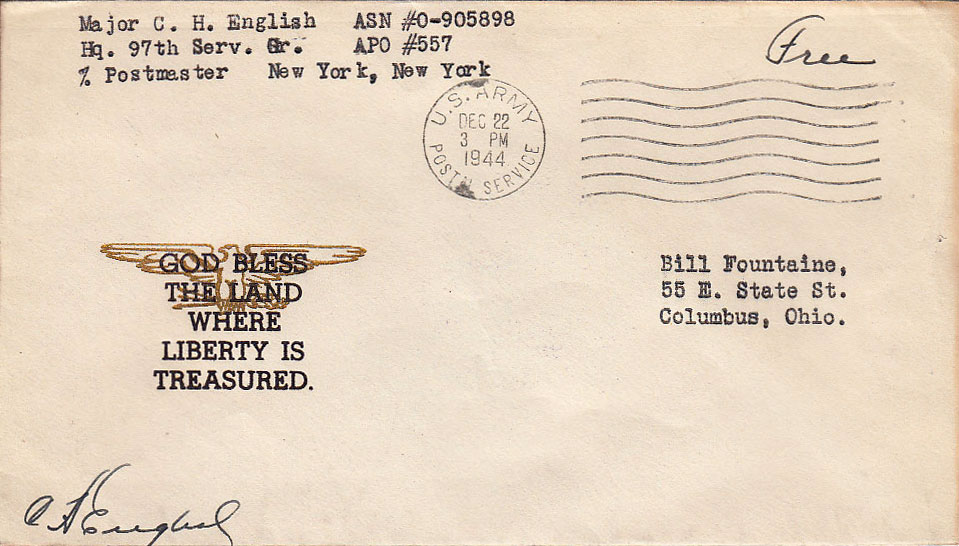 Major C. H. English ASN #O-905898
Hq. 97th Serv. Gr. APO #557
% Postmaster New York, New York
Free
U.S. ARMY
DEC 22
3 PM
1944
POSTAL SERVICE
GOD BLESS
THE LAND
WHERE
LIBERTY IS
TREASURED.
Bill Fountaine,
55 E. State St.
Columbus, Ohio.
C H English